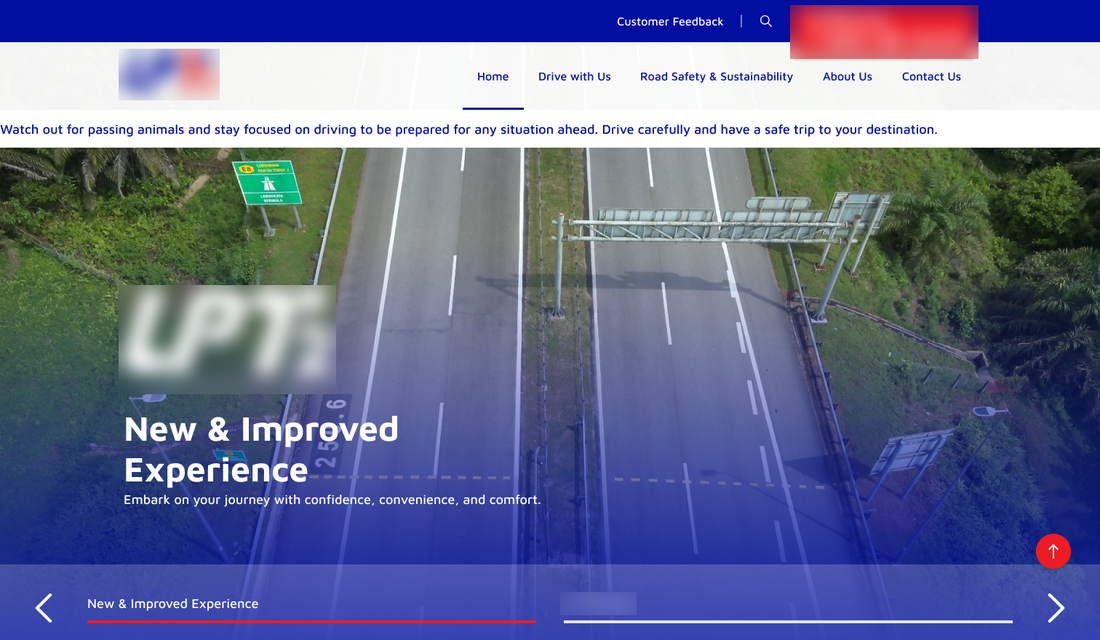 Customer Feedback
Home
Drive with Us
Road Safety & Sustainability
About Us
Contact Us
Watch out for passing animals and stay focused on driving to be prepared for any situation ahead. Drive carefully and have a safe trip to your destination.
E8
LPT
New & Improved
Experience
Embark on your journey with confidence, convenience, and comfort.
New & Improved Experience